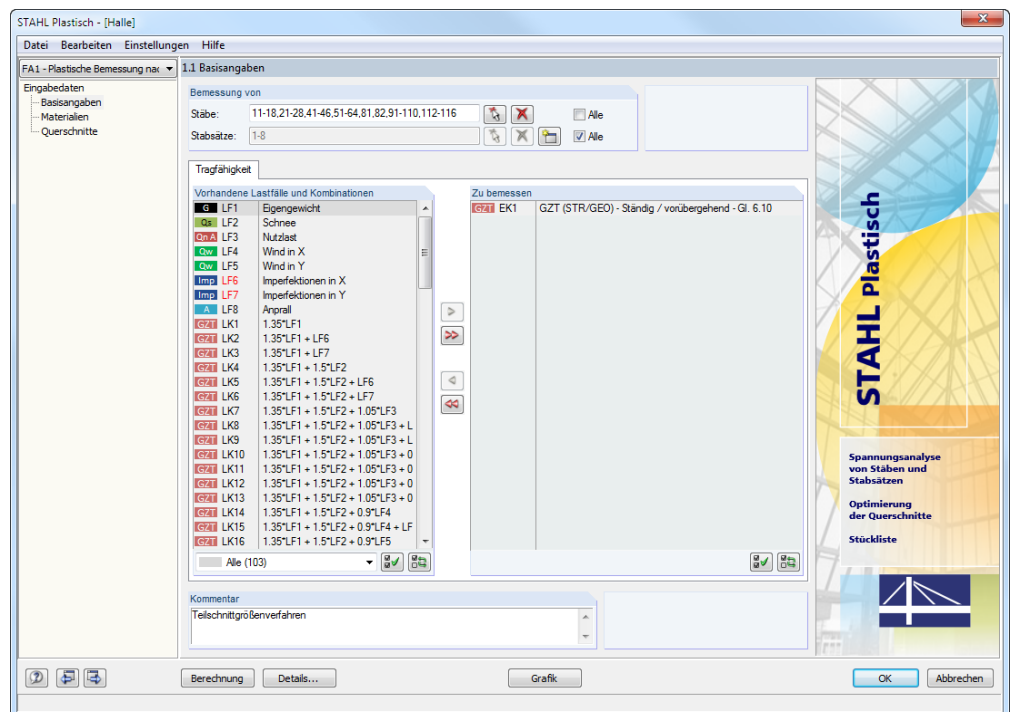 STAHL Plastisch - [Halle]
Datei Bearbeiten Einstellungen Hilfe
FA1 - Plastische Bemessung nac
1.1 Basisangaben
Eingabedaten
Basisangaben
Materialien
Querschnitte
Bemessung von
Stäbe: 11-18,21-28,41-46,51-64,81,82,91-110,112-116 Alle
Stabsätze: 1-8 Alle
Tragfähigkeit
Vorhandene Lastfälle und Kombinationen
G LF1 Eigengewicht
Qs LF2 Schnee
Qn A LF3 Nutzlast
Qw LF4 Wind in X
Qw LF5 Wind in Y
Imp LF6 Imperfektionen in X
Imp LF7 Imperfektionen in Y
A LF8 Anprall
GZT LK1 1.35*LF1
GZT LK2 1.35*LF1 + LF6
GZT LK3 1.35*LF1 + LF7
GZT LK4 1.35*LF1 + 1.5*LF2
GZT LK5 1.35*LF1 + 1.5*LF2 + LF6
GZT LK6 1.35*LF1 + 1.5*LF2 + LF7
GZT LK7 1.35*LF1 + 1.5*LF2 + 1.05*LF3
GZT LK8 1.35*LF1 + 1.5*LF2 + 1.05*LF3 + L
GZT LK9 1.35*LF1 + 1.5*LF2 + 1.05*LF3 + L
GZT LK10 1.35*LF1 + 1.5*LF2 + 1.05*LF3 + 0
GZT LK11 1.35*LF1 + 1.5*LF2 + 1.05*LF3 + 0
GZT LK12 1.35*LF1 + 1.5*LF2 + 1.05*LF3 + 0
GZT LK13 1.35*LF1 + 1.5*LF2 + 1.05*LF3 + 0
GZT LK14 1.35*LF1 + 1.5*LF2 + 0.9*LF4
GZT LK15 1.35*LF1 + 1.5*LF2 + 0.9*LF4 + LF
GZT LK16 1.35*LF1 + 1.5*LF2 + 0.9*LF5
Alle (103)
Zu bemessen
GZT EK1 GZT (STR/GEO) - Ständig / vorübergehend - Gl. 6.10
Kommentar
Teilschnittgrößenverfahren
STAHL Plastisch
Spannungsanalyse
von Stäben und
Stabsätzen
Optimierung
der Querschnitte
Stückliste
Berechnung Details... Grafik OK Abbrechen